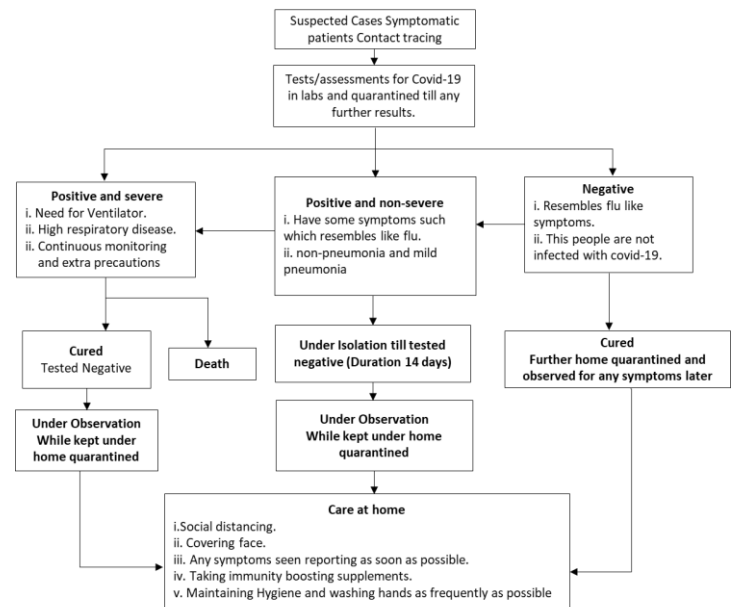 Suspected Cases Symptomatic
patients Contact tracing
Tests/assessments for Covid-19
in labs and quarantined till any
further results.
Positive and severe
i. Need for Ventilator.
ii. High respiratory disease.
ii. Continuous monitoring
and extra precautions
Positive and non-severe
i. Have some symptoms such
which resembles like flu.
ii. non-pneumonia and mild
pneumonia
Negative
i. Resembles flu like
symptoms.
ii. This people are not
infected with covid-19.
Cured
Tested Negative
Death
Under Isolation till tested
negative (Duration 14 days)
Cured
Further home quarantined and
observed for any symptoms later
Under Observation
While kept under
home quarantined
Under Observation
While kept under home
quarantined
Care at home
i.Social distancing.
ii. Covering face.
iii. Any symptoms seen reporting as soon as possible.
iv. Taking immunity boosting supplements.
v. Maintaining Hygiene and washing hands as frequently as possible